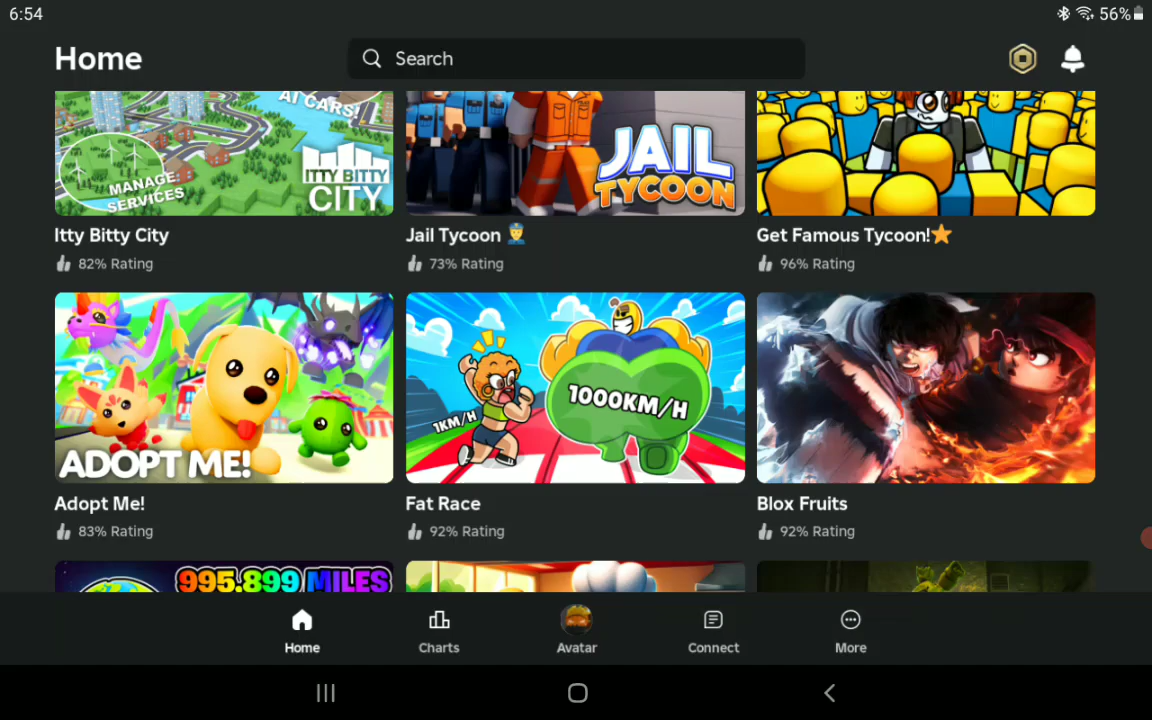 6:54
56%
Home
Search
AI CARS!
MANAGE
SERVICES
ITTY BITTY
CITY
JAIL
TYCOON
Itty Bitty City
Jail Tycoon 👮
Get Famous Tycoon!⭐
82% Rating
73% Rating
96% Rating
ADOPT ME!
1KM/H
1000KM/H
Adopt Me!
Fat Race
Blox Fruits
83% Rating
92% Rating
92% Rating
995,899 MILES
Home
Charts
Avatar
Connect
More